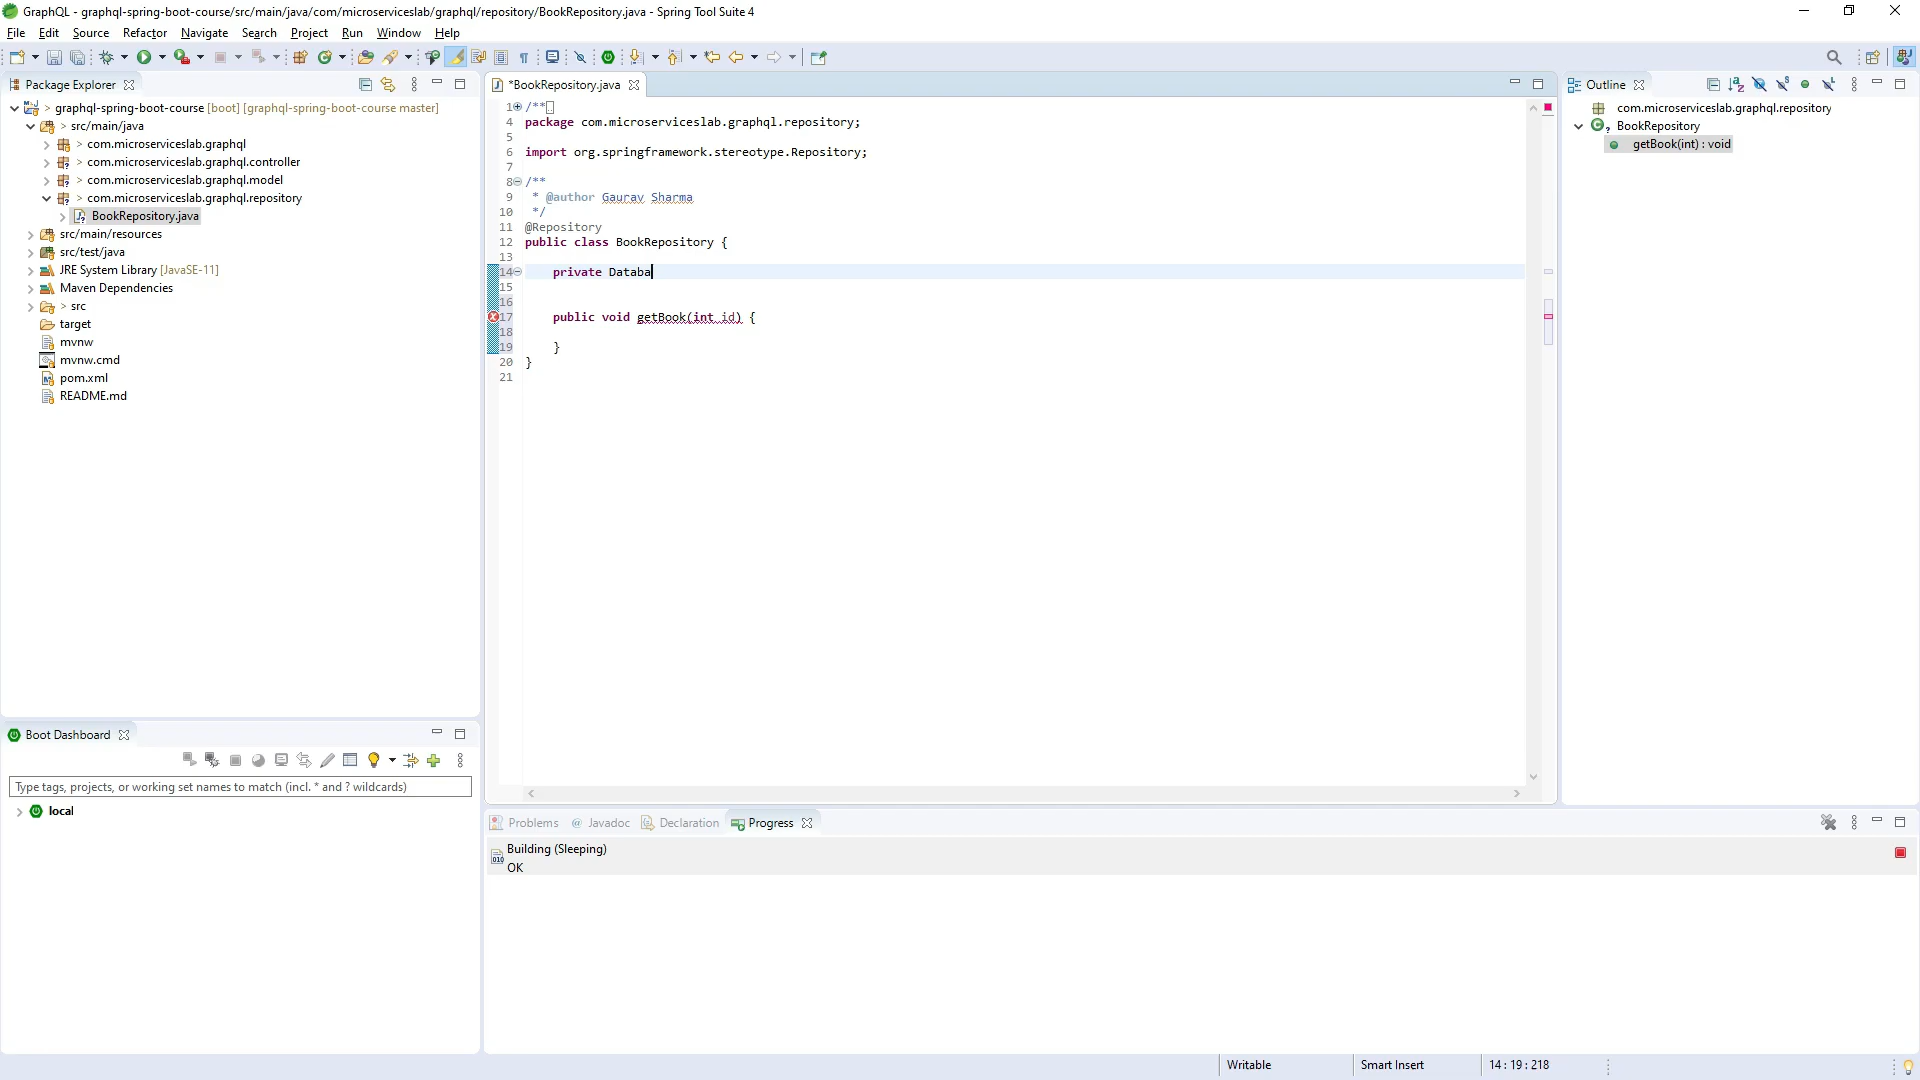 GraphQL - graphql-spring-boot-course/src/main/java/com/microserviceslab/graphql/repository/BookRepository.java - Spring Tool Suite 4
File Edit Source Refactor Navigate Search Project Run Window Help
Package Explorer
> graphql-spring-boot-course [boot] [graphql-spring-boot-course master]
> src/main/java
> com.microserviceslab.graphql
> com.microserviceslab.graphql.controller
> com.microserviceslab.graphql.model
> com.microserviceslab.graphql.repository
BookRepository.java
src/main/resources
src/test/java
JRE System Library [JavaSE-11]
Maven Dependencies
> src
target
mvnw
mvnw.cmd
pom.xml
README.md
*BookRepository.java
1 /**
4 package com.microserviceslab.graphql.repository;
5
6 import org.springframework.stereotype.Repository;
7
8 /**
9 * @author Gaurav Sharma
10 */
11 @Repository
12 public class BookRepository {
13
14 private Databa
15
16
17 public void getBook(int id) {
18
19 }
20 }
21
Outline
com.microserviceslab.graphql.repository
BookRepository
getBook(int) : void
Boot Dashboard
Type tags, projects, or working set names to match (incl. * and ? wildcards)
local
Problems @ Javadoc Declaration Progress
Building (Sleeping)
OK
Writable Smart Insert 14 : 19 : 218